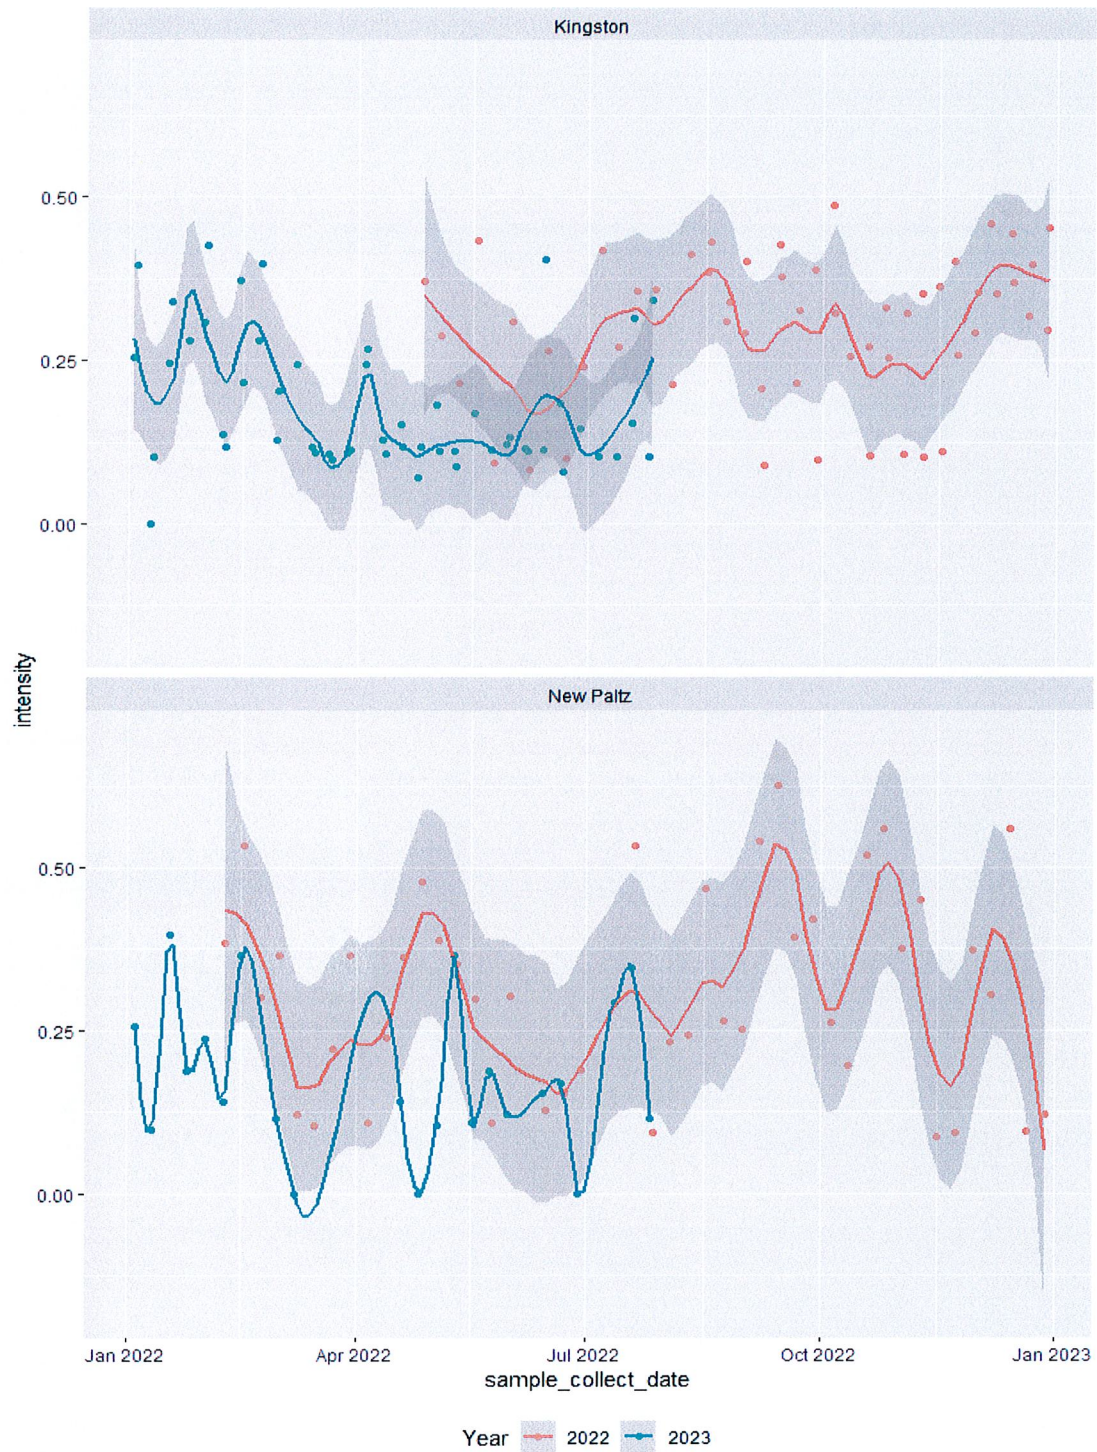 Kingston
0.50
0.25
0.00
intensity
New Paltz
0.50
0.25
0.00
Jan 2022 Apr 2022 Jul 2022 Oct 2022 Jan 2023
sample_collect_date
Year 2022 2023